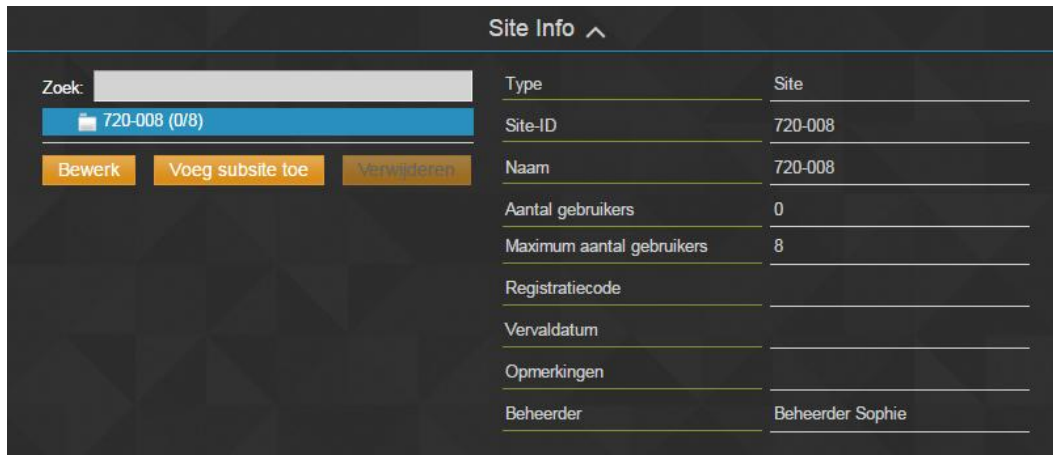 Site Info
Zoek:
720-008 (0/8)
Bewerk Voeg subsite toe Verwijderen
Type Site
Site-ID 720-008
Naam 720-008
Aantal gebruikers 0
Maximum aantal gebruikers 8
Registratiecode
Vervaldatum
Opmerkingen
Beheerder Beheerder Sophie